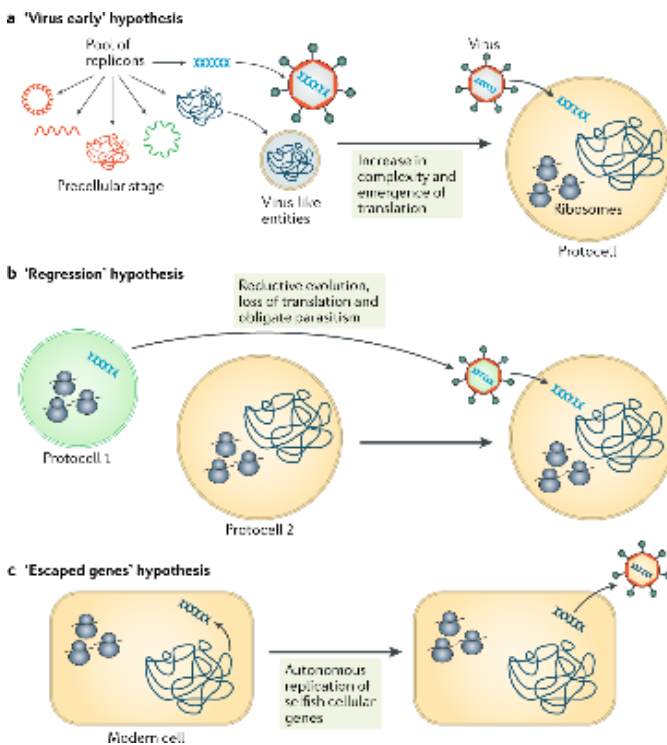 a 'Virus early' hypothesis
Pool of
replicons
Precellular stage
Virus like
entities
Increase in
complexity and
emergence of
translation
Virus
Ribosomes
Protocell
b 'Regression' hypothesis
Reductive evolution,
loss of translation and
obligate parasitism
Protocell 1
Protocell 2
c 'Escaped genes' hypothesis
Modern cell
Autonomous
replication of
selfish cellular
genes